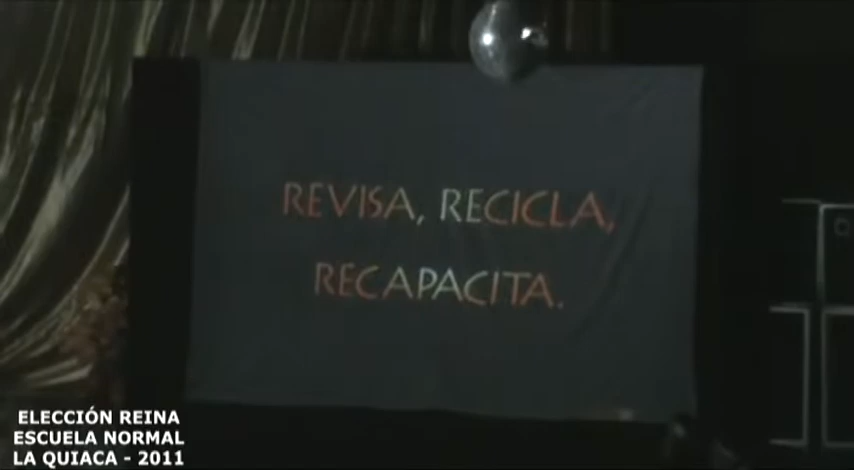 REVISA, RECICLA,
RECAPACITA.
ELECCIÓN REINA
ESCUELA NORMAL
LA QUIACA - 2011